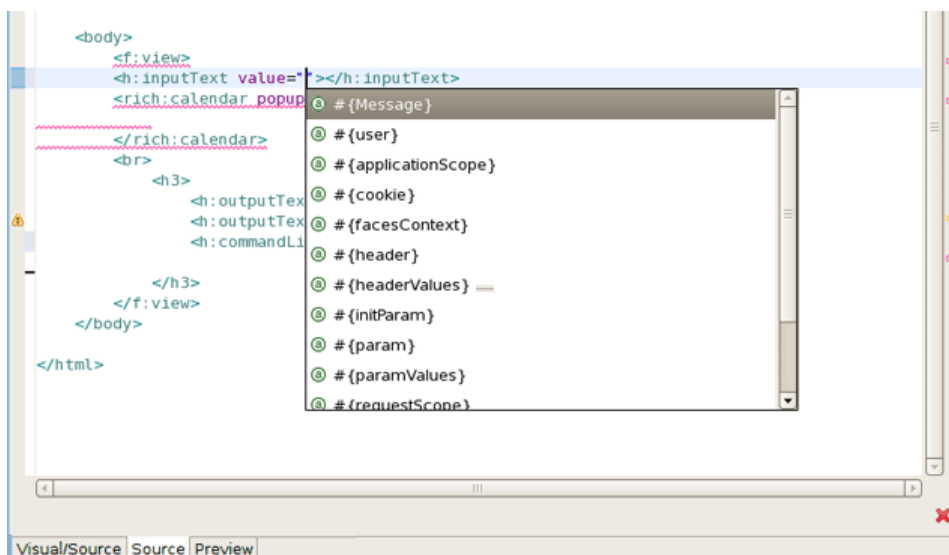 <body>
<f:view>
<h:inputText value=""></h:inputText>
<rich:calendar popup
#{Message}
#{user}
</rich:calendar>
#{applicationScope}
<br>
<h3>
#{cookie}
<h:outputTex
<h:outputTex
#{facesContext}
<h:commandLi
#{header}
</h3>
#{headerValues}
</f:view>
#{initParam}
</body>
#{param}
</html>
#{paramValues}
#{requestScope}
Visual/Source Source Preview